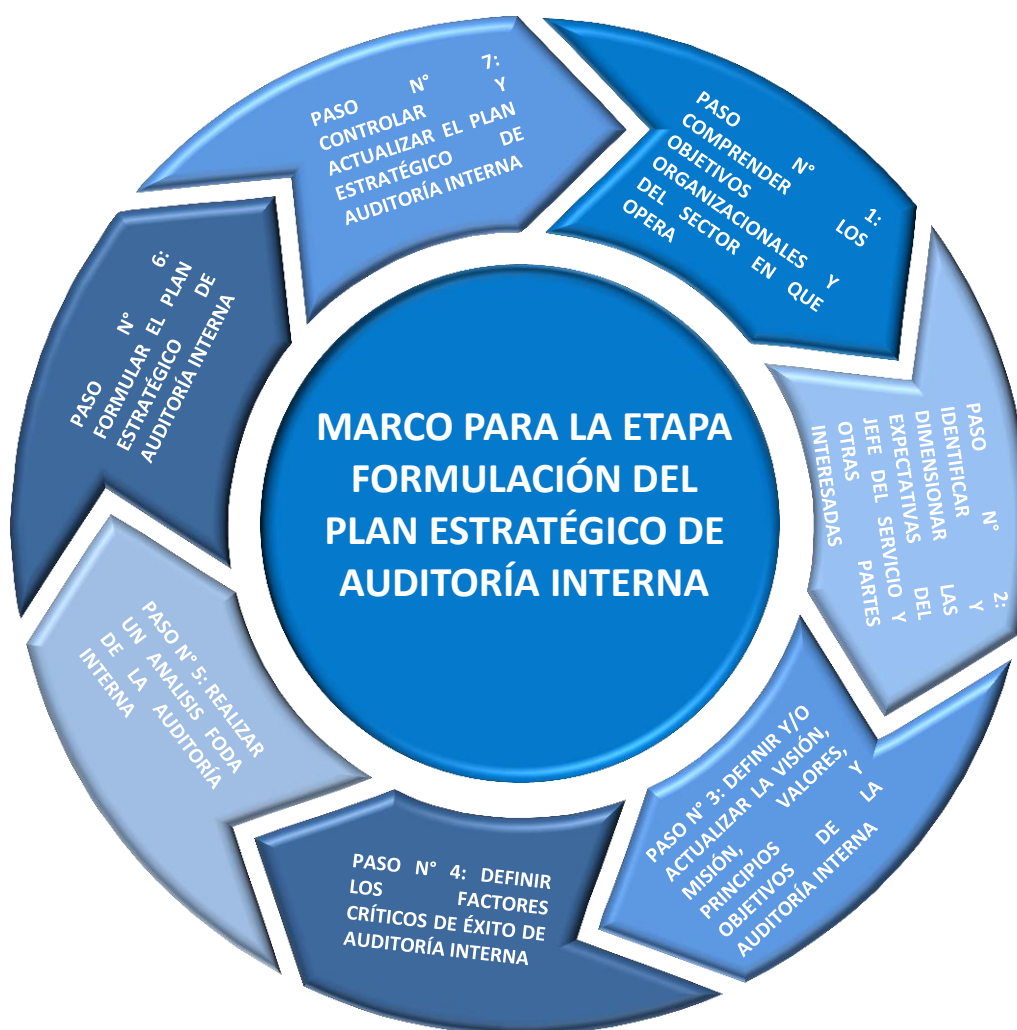 MARCO PARA LA ETAPA
FORMULACIÓN DEL
PLAN ESTRATÉGICO DE
AUDITORÍA INTERNA
PASO N° 1:
COMPRENDER LOS
OBJETIVOS
ORGANIZACIONALES Y
DEL SECTOR EN QUE
OPERA
PASO N° 2:
IDENTIFICAR Y
DIMENSIONAR LAS
EXPECTATIVAS DEL
JEFE DEL SERVICIO Y
OTRAS PARTES
INTERESADAS
PASO N° 3: DEFINIR Y/O
ACTUALIZAR LA VISIÓN,
MISIÓN, VALORES,
PRINCIPIOS Y
OBJETIVOS DE LA
AUDITORÍA INTERNA
PASO N° 4: DEFINIR
LOS FACTORES
CRÍTICOS DE ÉXITO DE
AUDITORÍA INTERNA
PASO N° 5: REALIZAR
UN ANALISIS FODA
DE LA AUDITORÍA
INTERNA
PASO N° 6:
FORMULAR EL PLAN
ESTRATÉGICO DE
AUDITORÍA INTERNA
PASO N° 7:
CONTROLAR Y
ACTUALIZAR EL PLAN
ESTRATÉGICO DE
AUDITORÍA INTERNA